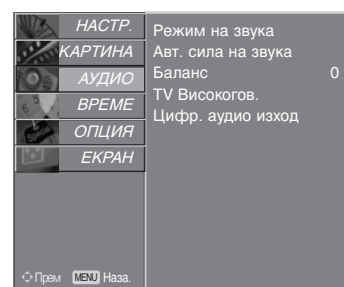 НАСТР.
КАРТИНА
АУДИО
ВРЕМЕ
ОПЦИЯ
ЕКРАН
Режим на звука
Авт. сила на звука
Баланс 0
TV Високогов.
Цифр. аудио изход
Прем MENU Наза.